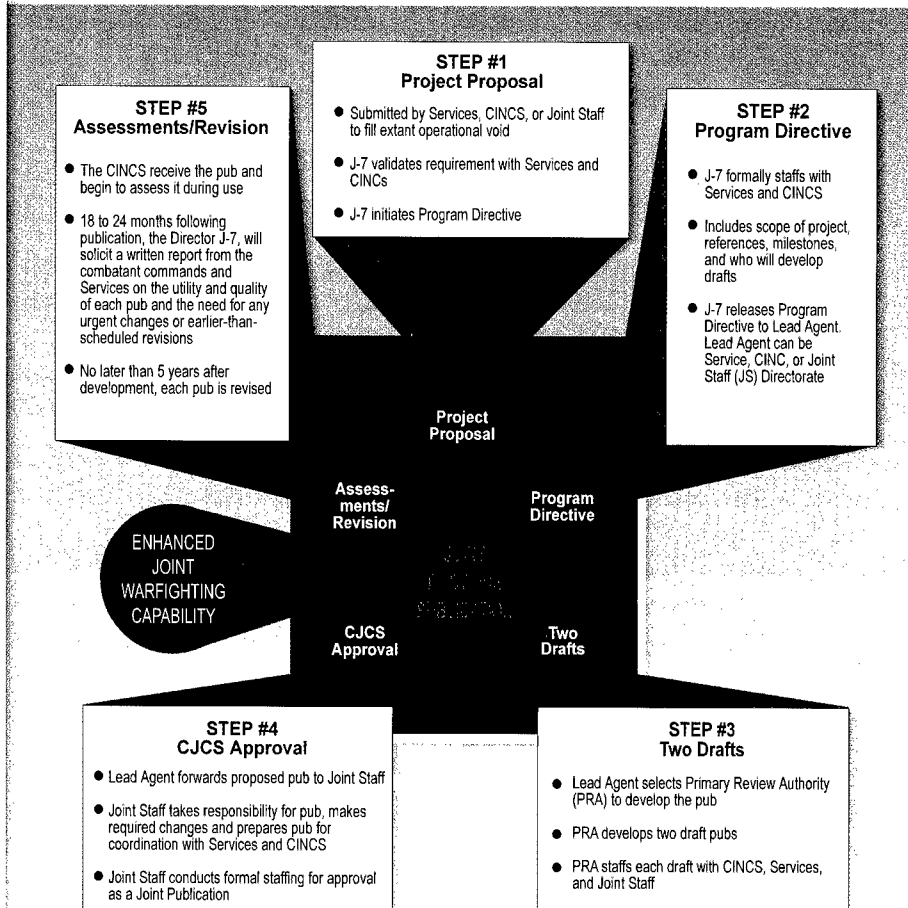 STEP #1
Project Proposal
● Submitted by Services, CINCS, or Joint Staff
to fill extant operational void
● J-7 validates requirement with Services and
CINCs
● J-7 initiates Program Directive
STEP #5
Assessments/Revision
● The CINCS receive the pub and
begin to assess it during use
● 18 to 24 months following
publication, the Director J-7, will
solicit a written report from the
combatant commands and
Services on the utility and quality
of each pub and the need for any
urgent changes or earlier-than-
scheduled revisions
● No later than 5 years after
development, each pub is revised
STEP #2
Program Directive
● J-7 formally staffs with
Services and CINCS
● Includes scope of project,
references, milestones,
and who will develop
drafts
● J-7 releases Program
Directive to Lead Agent.
Lead Agent can be
Service, CINC, or Joint
Staff (JS) Directorate
Project
Proposal
Assess-
ments/
Revision
Program
Directive
ENHANCED
JOINT
WARFIGHTING
CAPABILITY
CJCS
Approval
Two
Drafts
STEP #4
CJCS Approval
● Lead Agent forwards proposed pub to Joint Staff
● Joint Staff takes responsibility for pub, makes
required changes and prepares pub for
coordination with Services and CINCS
● Joint Staff conducts formal staffing for approval
as a Joint Publication
STEP #3
Two Drafts
● Lead Agent selects Primary Review Authority
(PRA) to develop the pub
● PRA develops two draft pubs
● PRA staffs each draft with CINCS, Services,
and Joint Staff